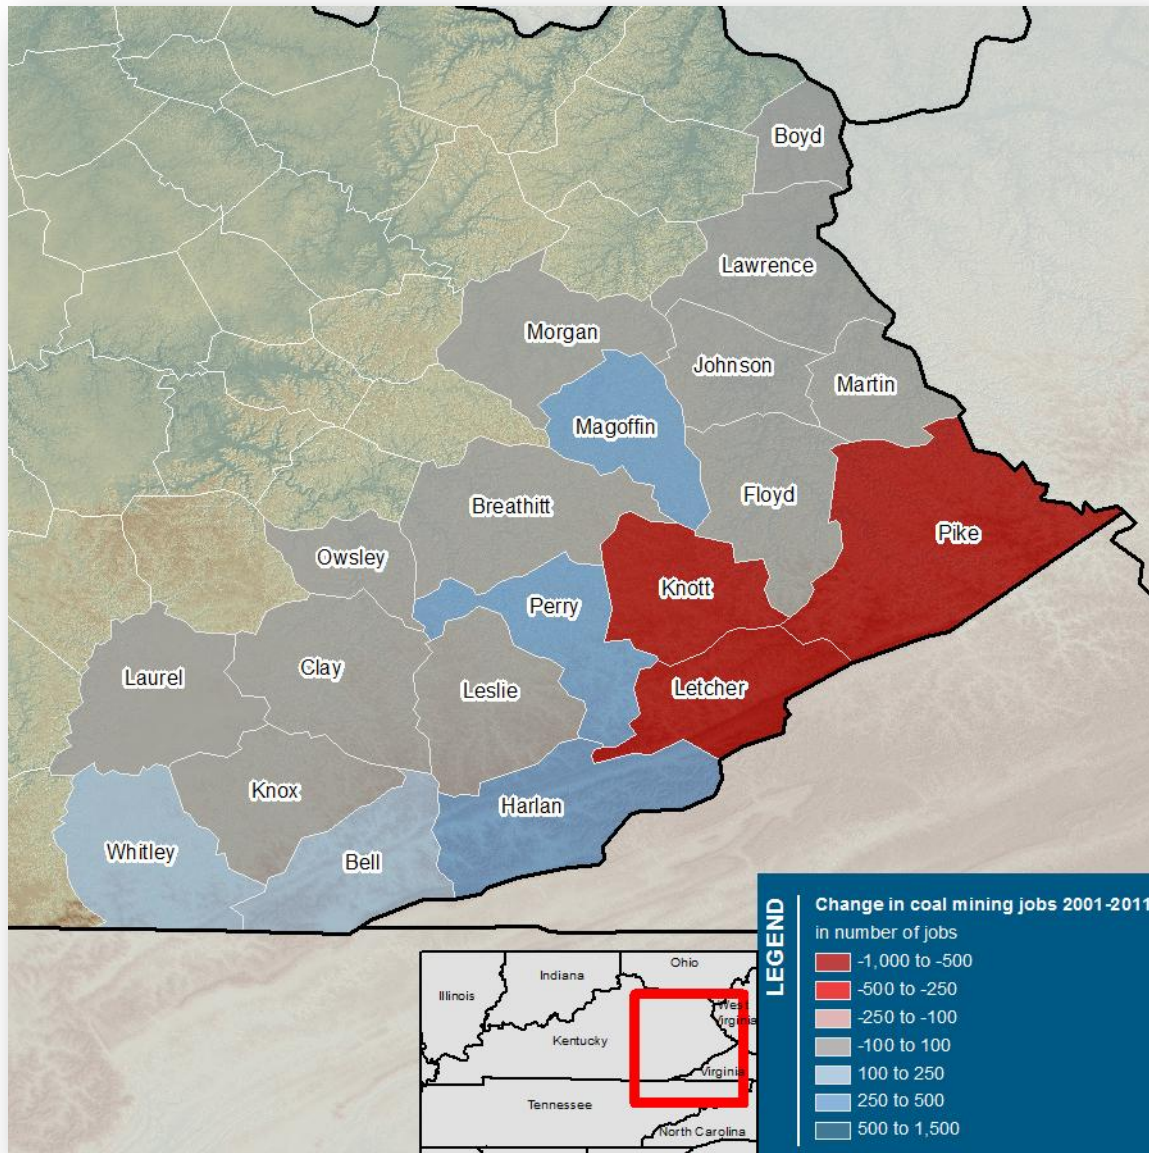 Boyd
Lawrence
Morgan
Johnson
Martin
Magoffin
Floyd
Breathitt
Pike
Owsley
Knott
Perry
Clay
Laurel
Leslie
Letcher
Knox
Harlan
Whitley
Bell
LEGEND
Change in coal mining jobs 2001-2011
in number of jobs
-1,000 to -500
-500 to -250
-250 to -100
-100 to 100
100 to 250
250 to 500
500 to 1,500
Ohio
Indiana
Illinois
West
Virginia
Kentucky
Virginia
Tennessee
North Carolina